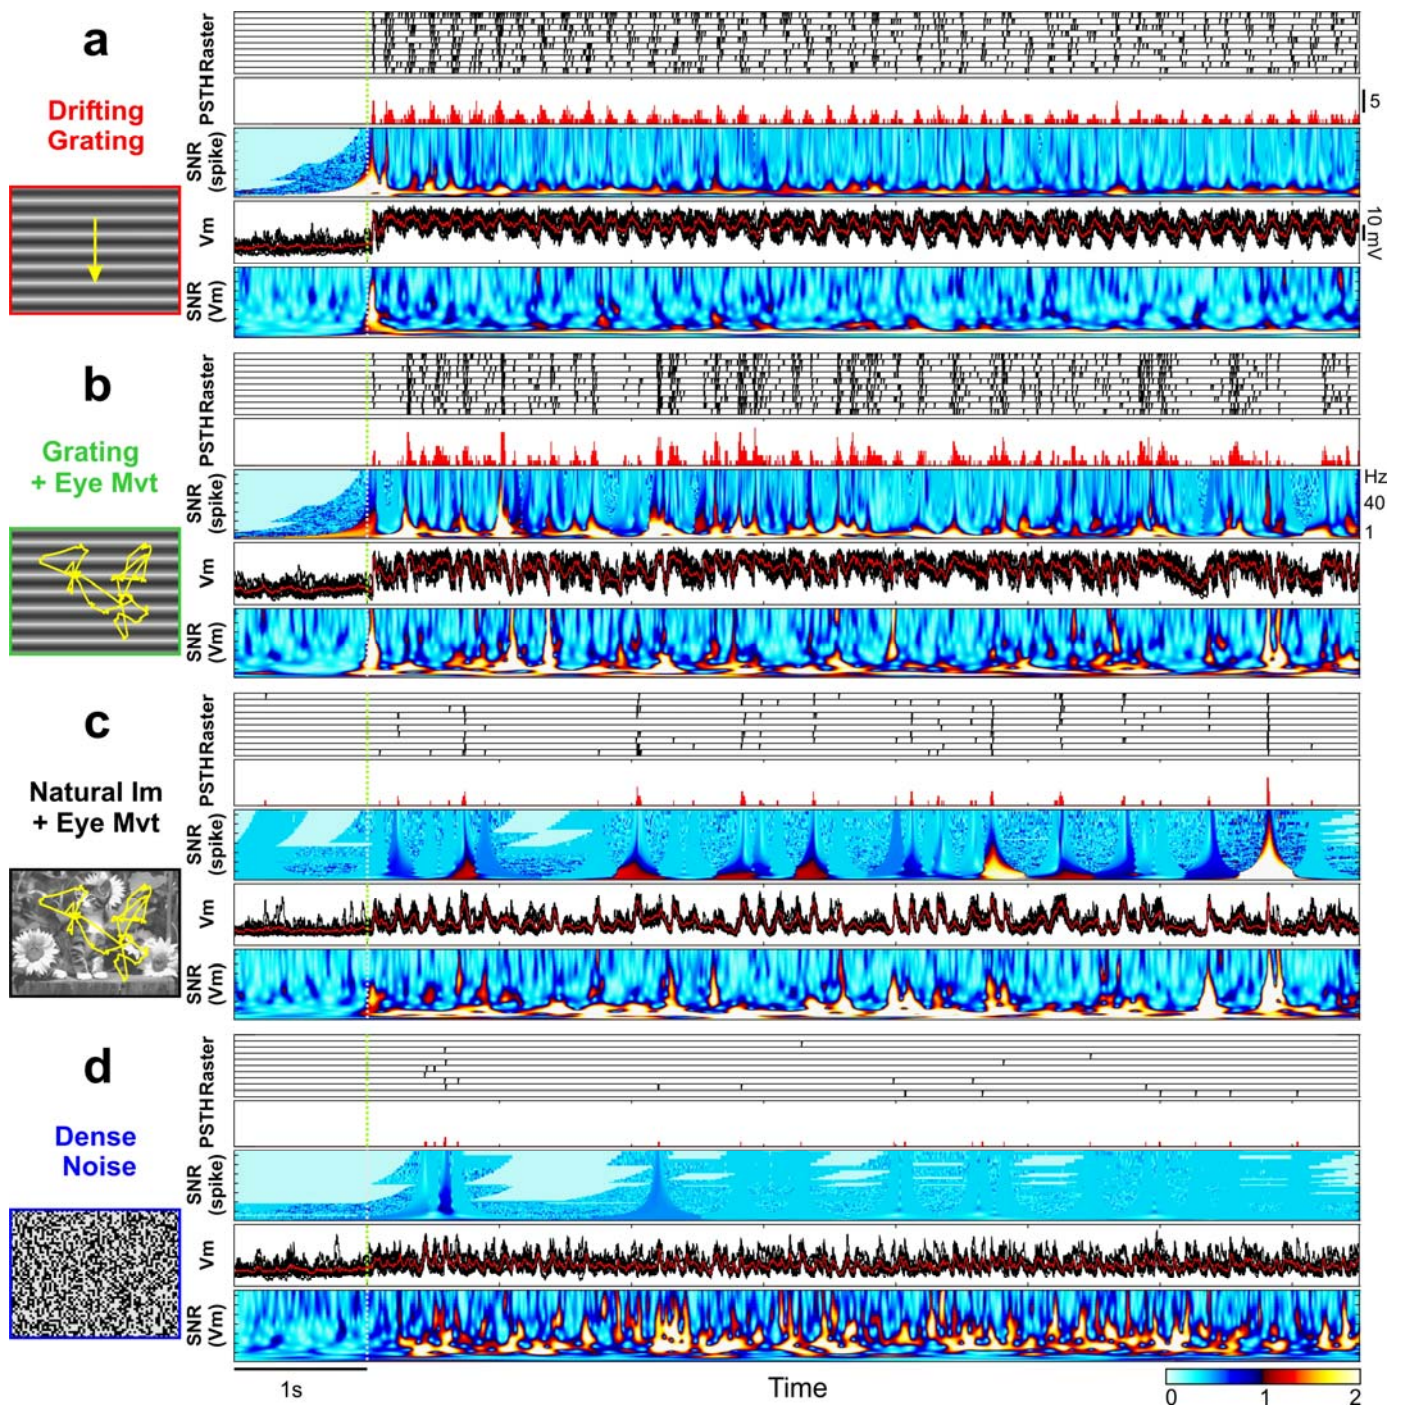 a
Drifting
Grating
Raster
PSTH
5
SNR
(spike)
Vm
10 mV
SNR
(Vm)
b
Grating
+ Eye Mvt
Raster
PSTH
SNR
(spike)
Hz
40
1
Vm
SNR
(Vm)
c
Natural Im
+ Eye Mvt
Raster
PSTH
SNR
(spike)
Vm
SNR
(Vm)
d
Dense
Noise
Raster
PSTH
SNR
(spike)
Vm
SNR
(Vm)
1s
Time
0 1 2